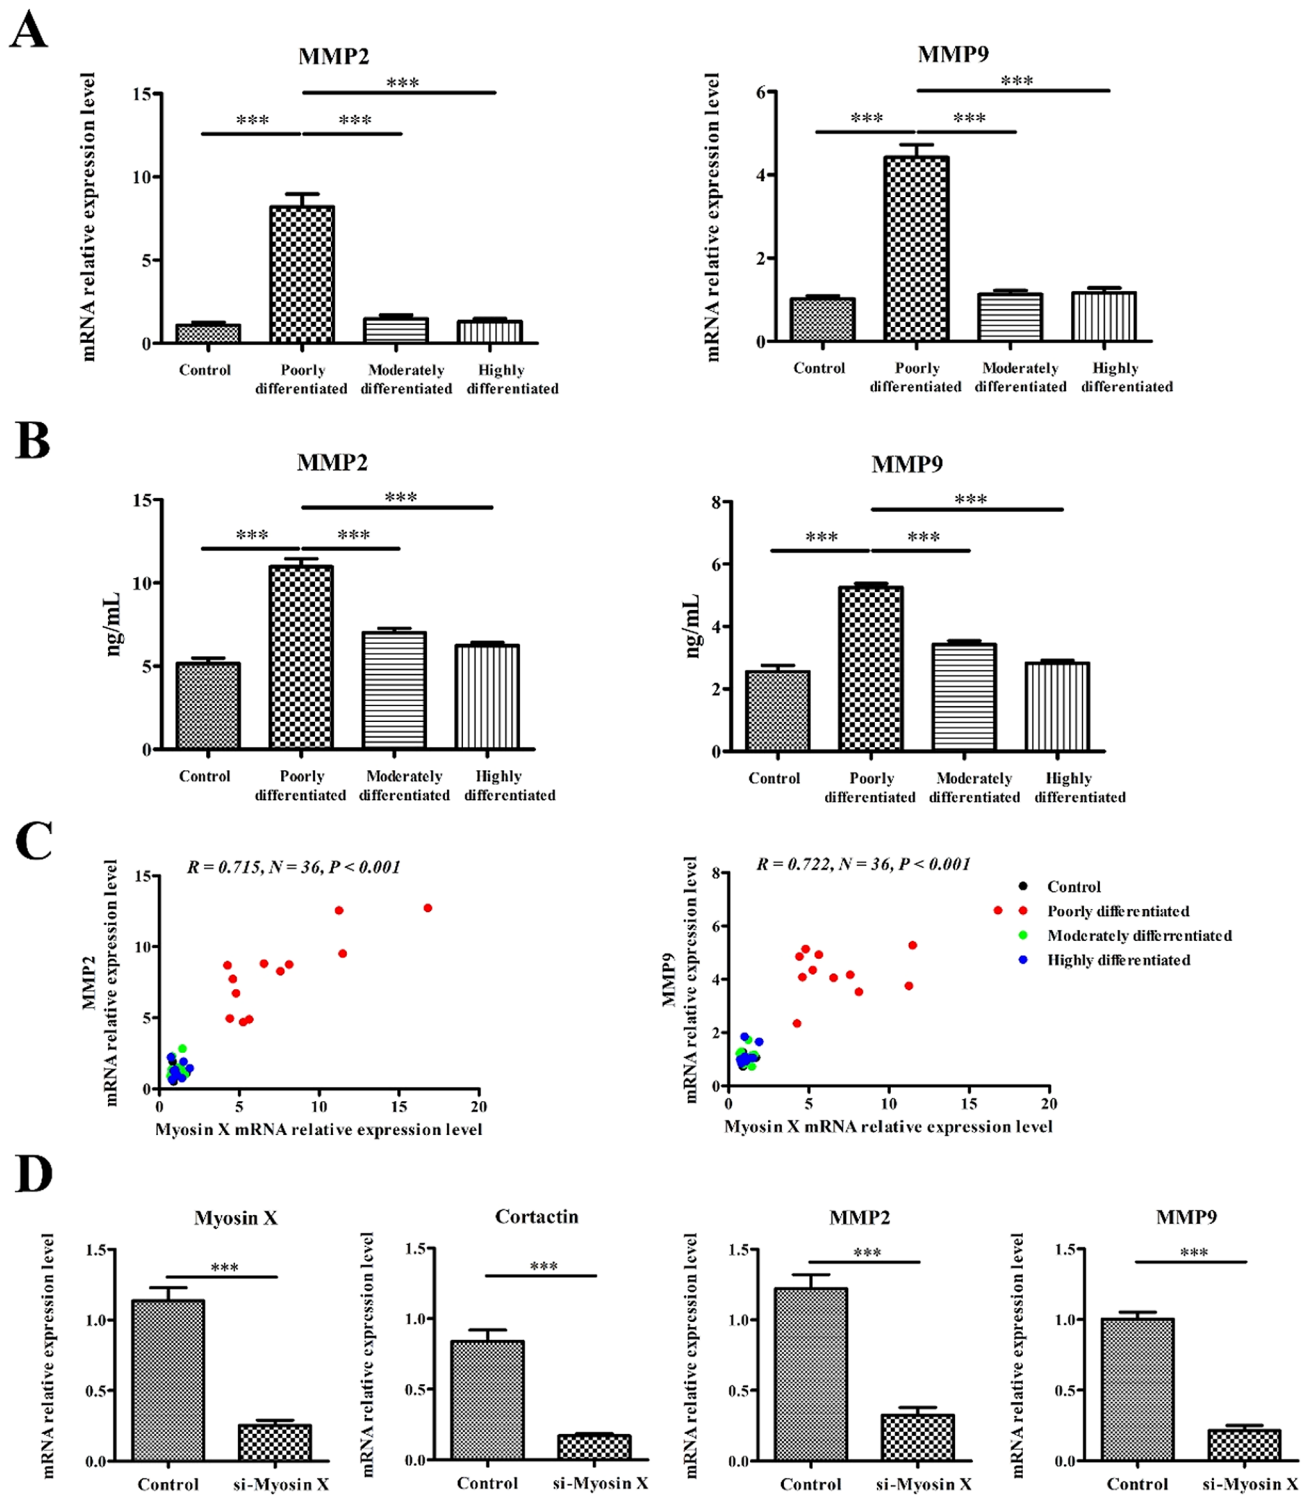 A
MMP2
MMP9
mRNA relative expression level
15
10
5
0
***
***
***
Control
Poorly differentiated
Moderately differentiated
Highly differentiated
mRNA relative expression level
6
4
2
0
***
***
***
Control
Poorly differentiated
Moderately differentiated
Highly differentiated
B
MMP2
MMP9
ng/mL
15
10
5
0
***
***
***
Control
Poorly differentiated
Moderately differentiated
Highly differentiated
ng/mL
8
6
4
2
0
***
***
***
Control
Poorly differentiated
Moderately differentiated
Highly differentiated
C
R = 0.715, N = 36, P < 0.001
MMP2
mRNA relative expression level
15
10
5
0
0
5
10
15
20
Myosin X mRNA relative expression level
R = 0.722, N = 36, P < 0.001
MMP9
mRNA relative expression level
8
6
4
2
0
0
5
10
15
20
Myosin X mRNA relative expression level
Control
Poorly differentiated
Moderately differrentiated
Highly differentiated
D
Myosin X
mRNA relative expression level
1.5
1.0
0.5
0.0
***
Control
si-Myosin X
Cortactin
mRNA relative expression level
1.5
1.0
0.5
0.0
***
Control
si-Myosin X
MMP2
mRNA relative expression level
1.5
1.0
0.5
0.0
***
Control
si-Myosin X
MMP9
mRNA relative expression level
1.5
1.0
0.5
0.0
***
Control
si-Myosin X